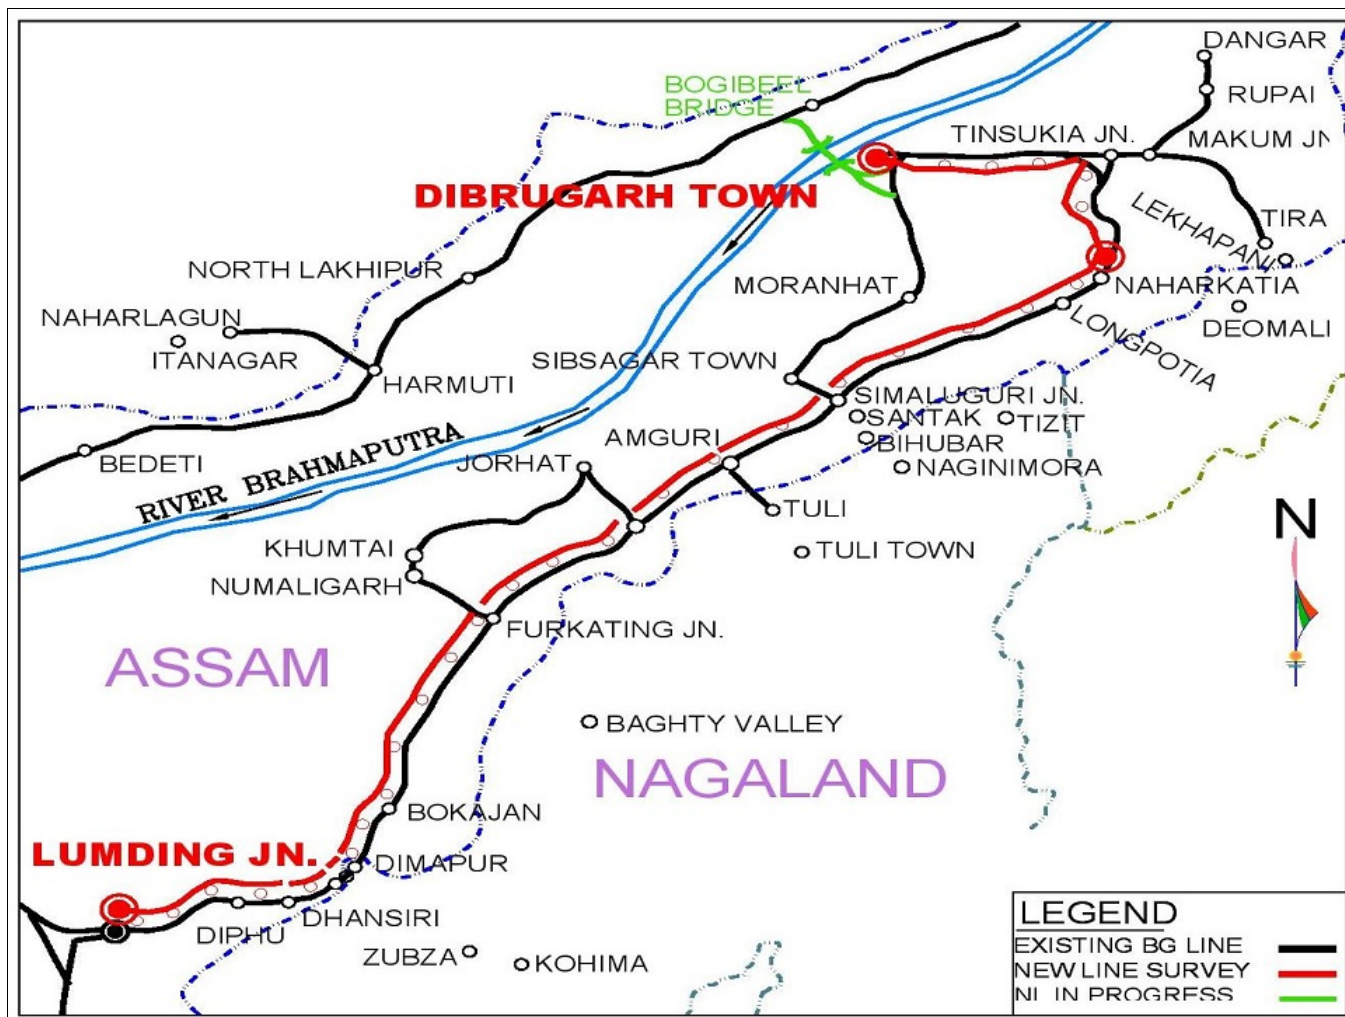 DANGAR
BOGIBEEL
BRIDGE
RUPAI
TINSUKIA JN.
MAKUM JN
DIBRUGARH TOWN
LEKHAPANI
TIRA
NORTH LAKHIPUR
MORANHAT
NAHARKATIA
NAHARLAGUN
LONGPOTIA
DEOMALI
ITANAGAR
SIBSAGAR TOWN
HARMUTI
SIMALUGURI JN.
SANTAK
TIZIT
RIVER BRAHMAPUTRA
AMGURI
BIHUBAR
BEDETI
JORHAT
NAGINIMORA
TULI
N
KHUMTAI
TULI TOWN
NUMALIGARH
FURKATING JN.
ASSAM
BAGHTY VALLEY
NAGALAND
BOKAJAN
LUMDING JN.
DIMAPUR
DHANSIRI
DIPHU
ZUBZA
KOHIMA
LEGEND
EXISTING BG LINE
NEW LINE SURVEY
NL IN PROGRESS